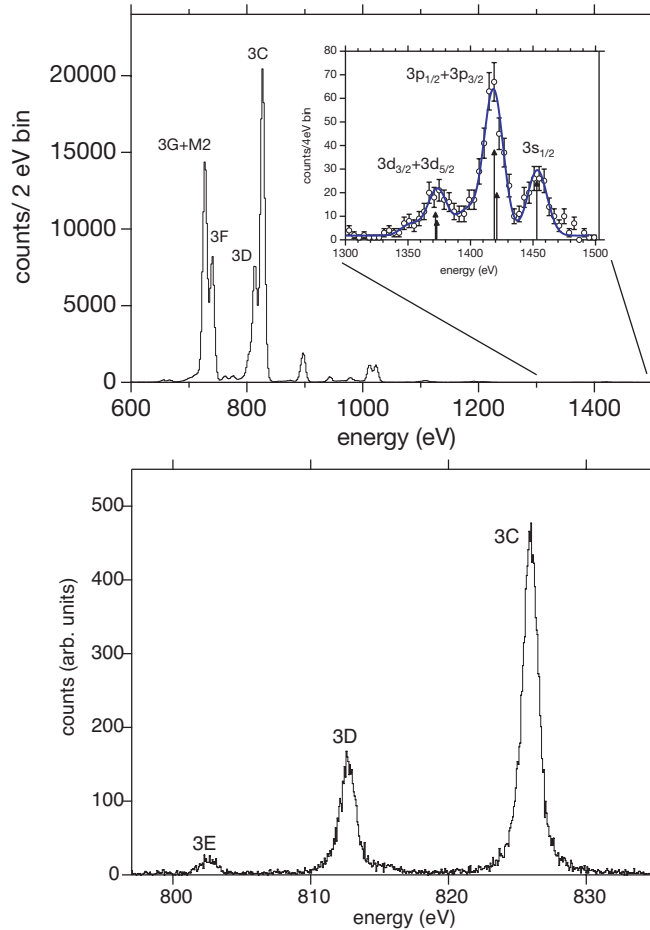 3C
20000
3G+M2
15000
3F
10000
3D
5000
0
counts/ 2 eV bin
600
800
1000
1200
1400
energy (eV)
80
70
60
50
40
30
20
10
0
counts/4eV bin
3p1/2+3p3/2
3d3/2+3d5/2
3s1/2
1300
1350
1400
1450
1500
energy (eV)
500
400
300
200
100
0
counts (arb. units)
3C
3D
3E
800
810
820
830
energy (eV)